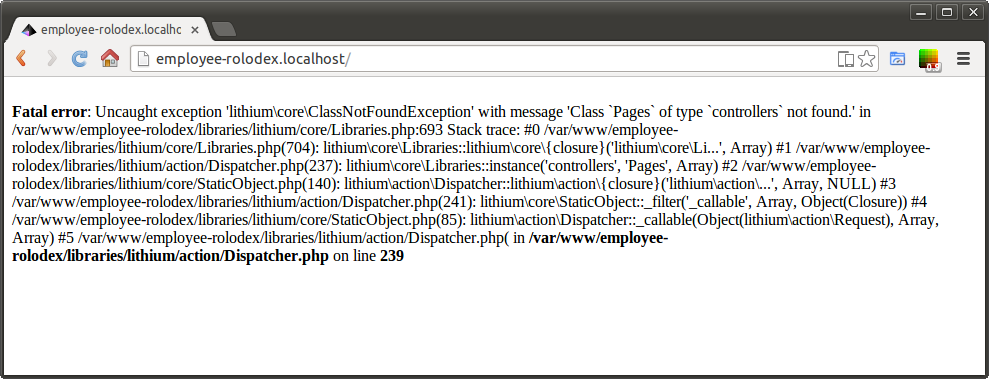 employee-rolodex.localho
employee-rolodex.localhost/
0.9
Fatal error: Uncaught exception 'lithium\core\ClassNotFoundException' with message 'Class `Pages` of type `controllers` not found.' in
/var/www/employee-rolodex/libraries/lithium/core/Libraries.php:693 Stack trace: #0 /var/www/employee-
rolodex/libraries/lithium/core/Libraries.php(704): lithium\core\Libraries::lithium\core\{closure}('lithium\core\Li...', Array) #1 /var/www/employee-
rolodex/libraries/lithium/action/Dispatcher.php(237): lithium\core\Libraries::instance('controllers', 'Pages', Array) #2 /var/www/employee-
rolodex/libraries/lithium/core/StaticObject.php(140): lithium\action\Dispatcher::lithium\action\{closure}('lithium\action\...', Array, NULL) #3
/var/www/employee-rolodex/libraries/lithium/action/Dispatcher.php(241): lithium\core\StaticObject::_filter('_callable', Array, Object(Closure)) #4
/var/www/employee-rolodex/libraries/lithium/core/StaticObject.php(85): lithium\action\Dispatcher::_callable(Object(lithium\action\Request), Array,
Array) #5 /var/www/employee-rolodex/libraries/lithium/action/Dispatcher.php( in /var/www/employee-
rolodex/libraries/lithium/action/Dispatcher.php on line 239